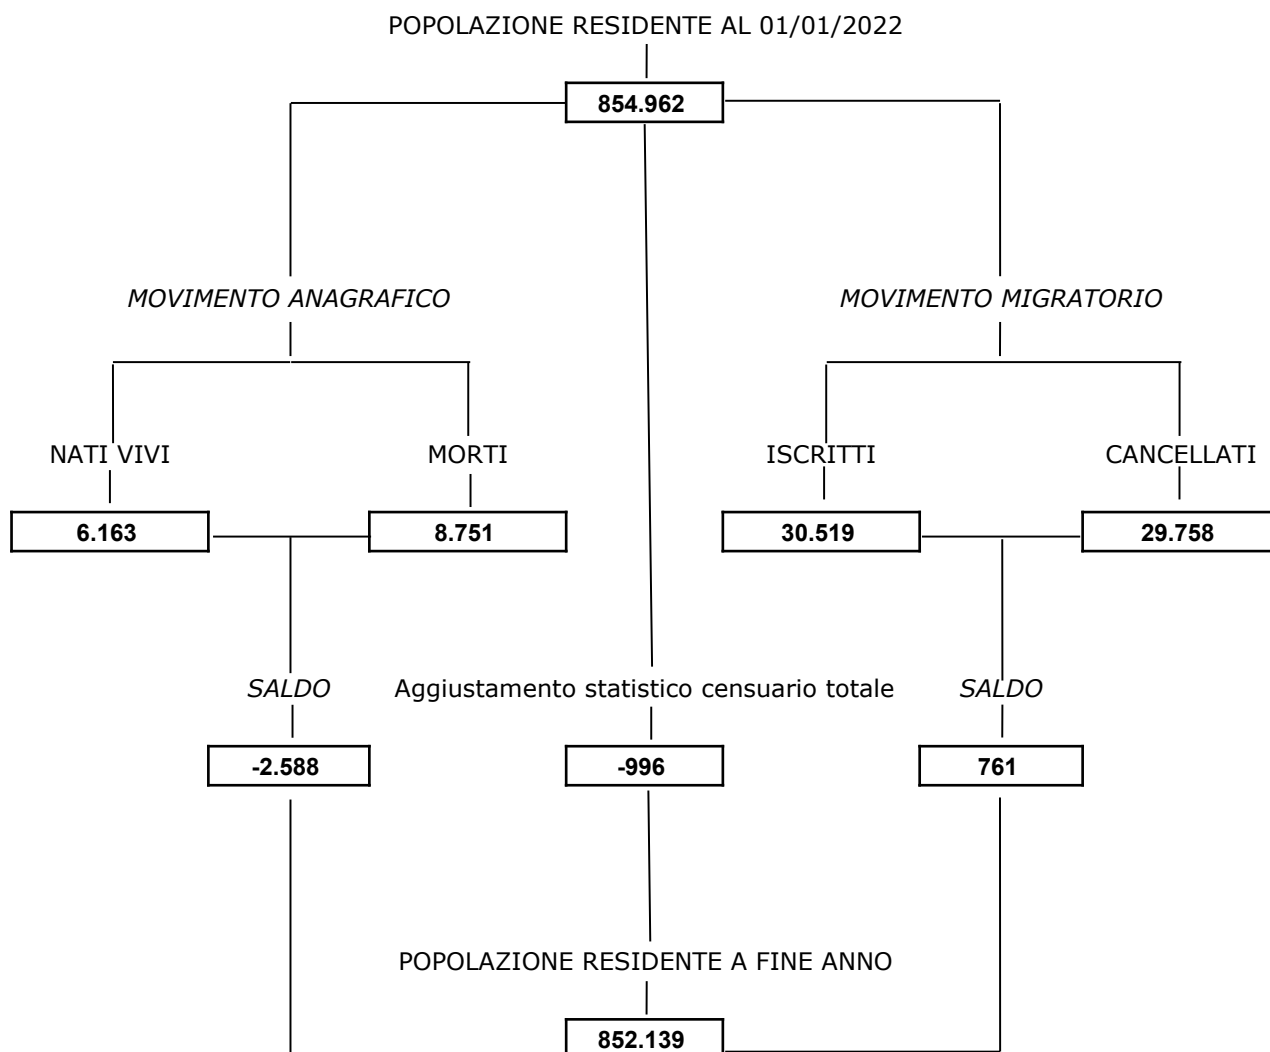 POPOLAZIONE RESIDENTE AL 01/01/2022
854.962
MOVIMENTO ANAGRAFICO
MOVIMENTO MIGRATORIO
NATI VIVI
MORTI
ISCRITTI
CANCELLATI
6.163
8.751
30.519
29.758
SALDO
Aggiustamento statistico censuario totale
SALDO
-2.588
-996
761
POPOLAZIONE RESIDENTE A FINE ANNO
852.139